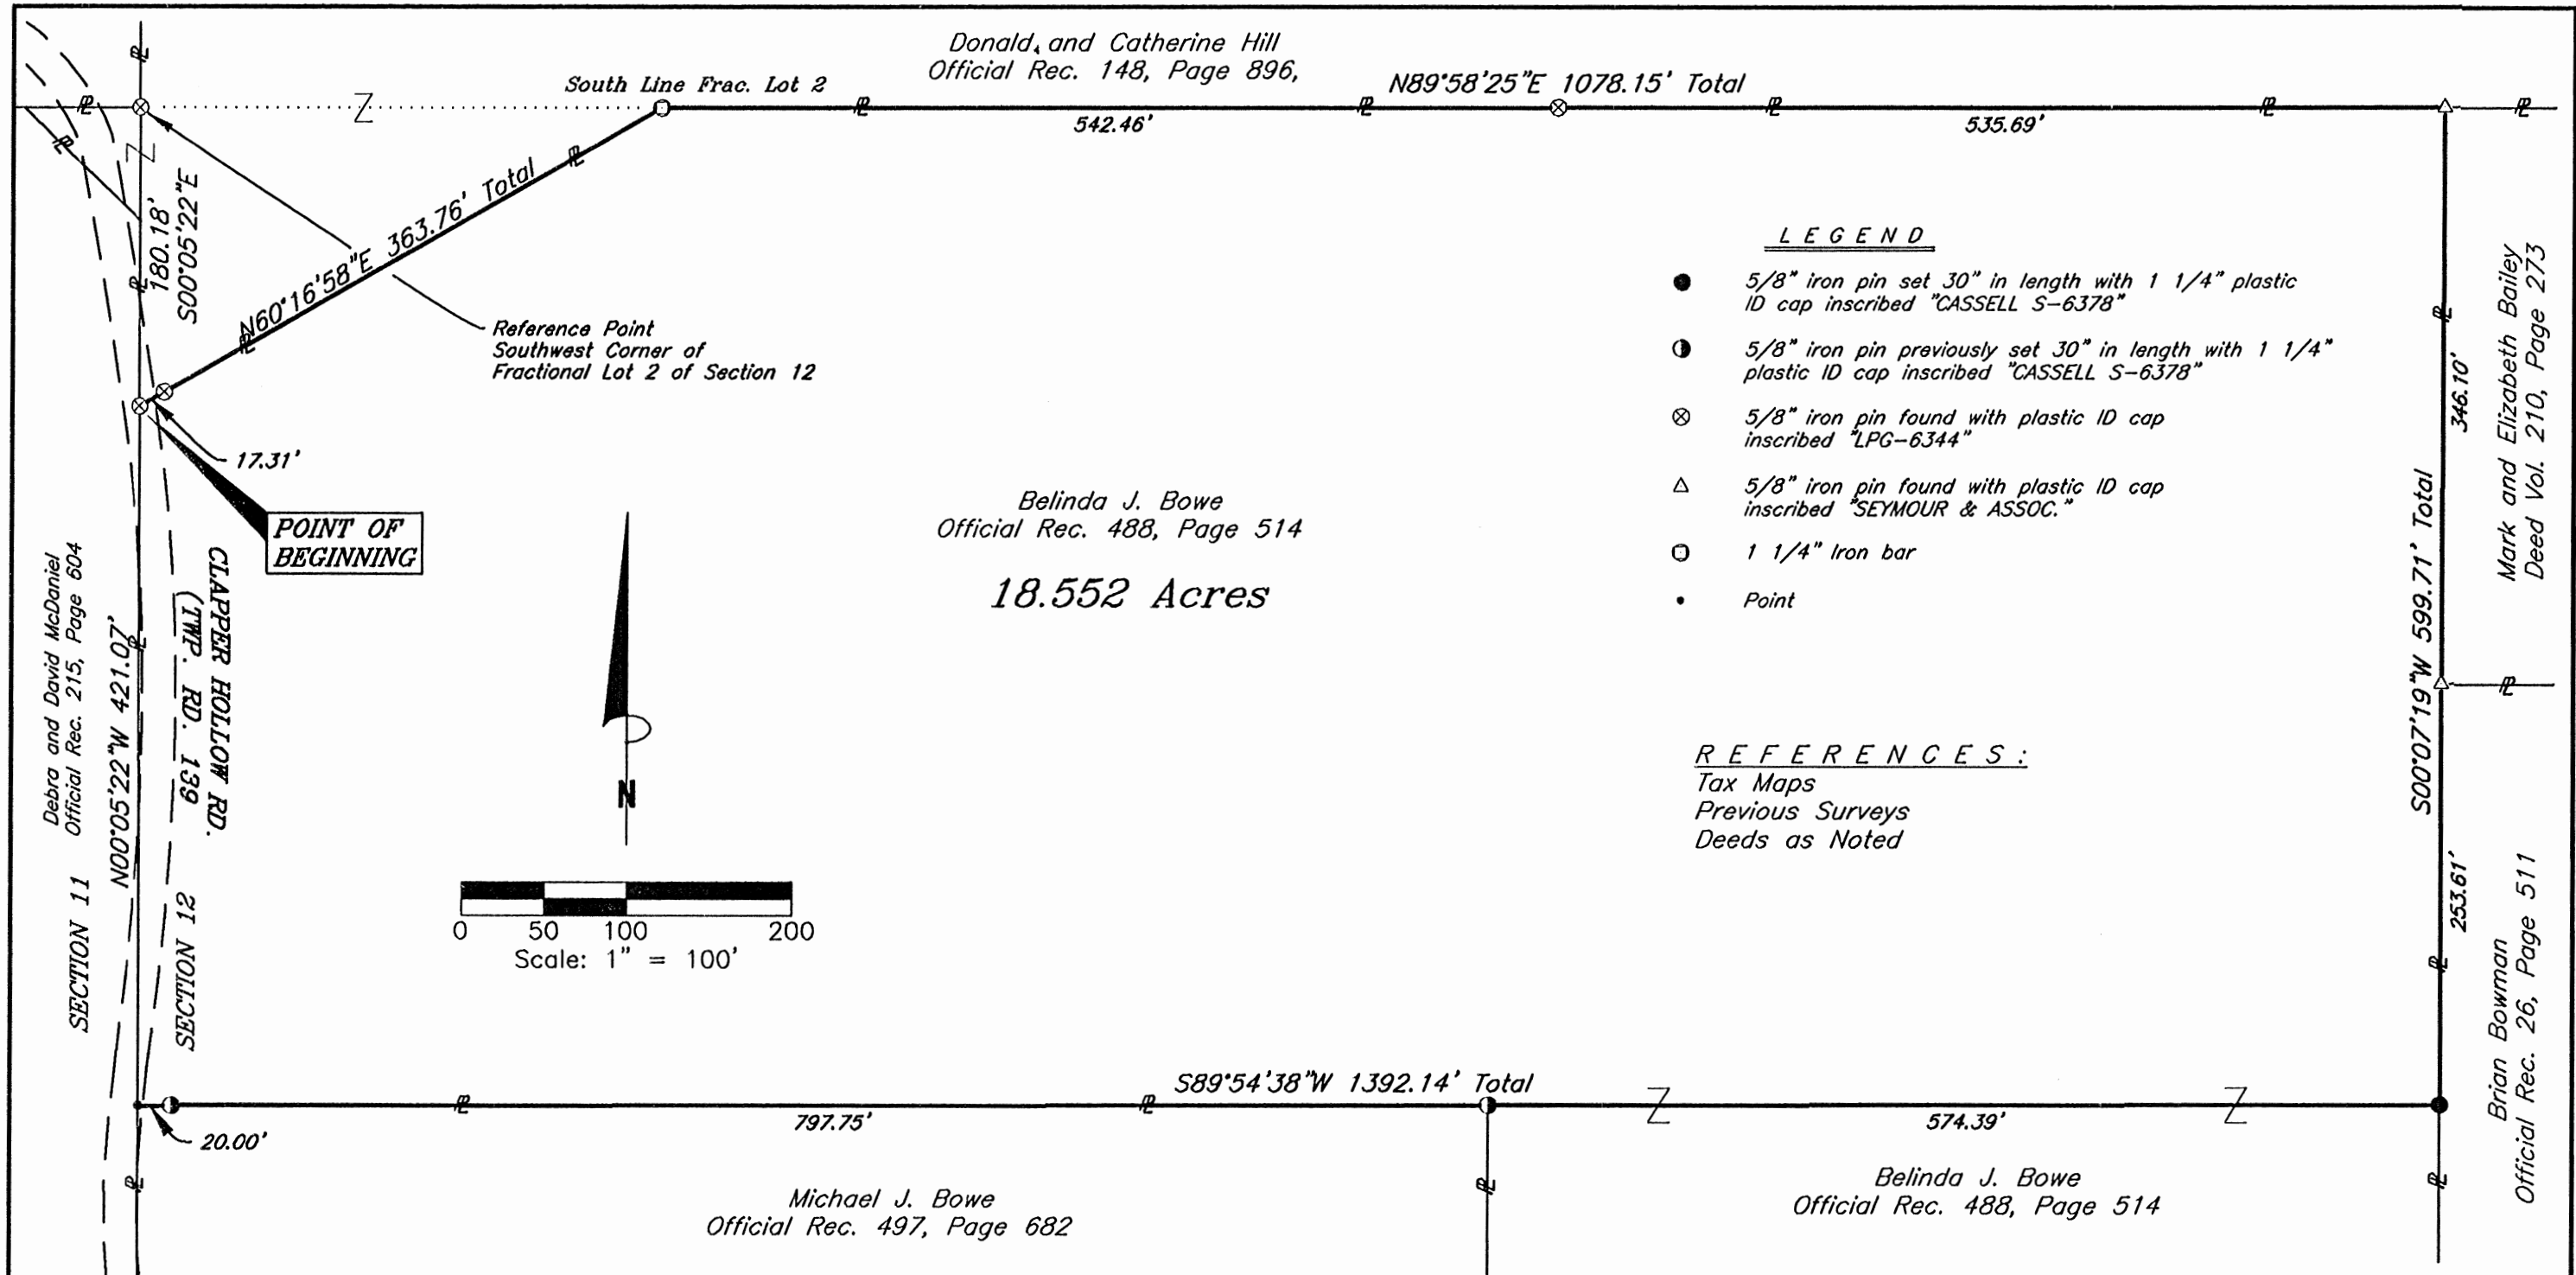 Donald, and Catherine Hill
Official Rec. 148, Page 896,
South Line Frac. Lot 2
N89°58'25"E 1078.15' Total
542.46'
535.69'
180.18'
S00°05'22"E
N60°16'58"E 363.76' Total
Reference Point
Southwest Corner of
Fractional Lot 2 of Section 12
17.31'
POINT OF
BEGINNING
Debra and David McDaniel
Official Rec. 215, Page 604
N00°05'22"W 421.07'
CLAPPER HOLLOW RD.
(TWP. RD. 139
SECTION 11
SECTION 12
Belinda J. Bowe
Official Rec. 488, Page 514
18.552 Acres
N
0 50 100 200
Scale: 1" = 100'
LEGEND
5/8" iron pin set 30" in length with 1 1/4" plastic
ID cap inscribed "CASSELL S-6378"
5/8" iron pin previously set 30" in length with 1 1/4"
plastic ID cap inscribed "CASSELL S-6378"
5/8" iron pin found with plastic ID cap
inscribed "LPG-6344"
5/8" iron pin found with plastic ID cap
inscribed "SEYMOUR & ASSOC."
1 1/4" Iron bar
Point
REFERENCES:
Tax Maps
Previous Surveys
Deeds as Noted
Mark and Elizabeth Bailey
Deed Vol. 210, Page 273
346.10'
S00°07'19"W 599.71' Total
253.61'
Brian Bowman
Official Rec. 26, Page 511
S89°54'38"W 1392.14' Total
797.75'
574.39'
20.00'
Michael J. Bowe
Official Rec. 497, Page 682
Belinda J. Bowe
Official Rec. 488, Page 514